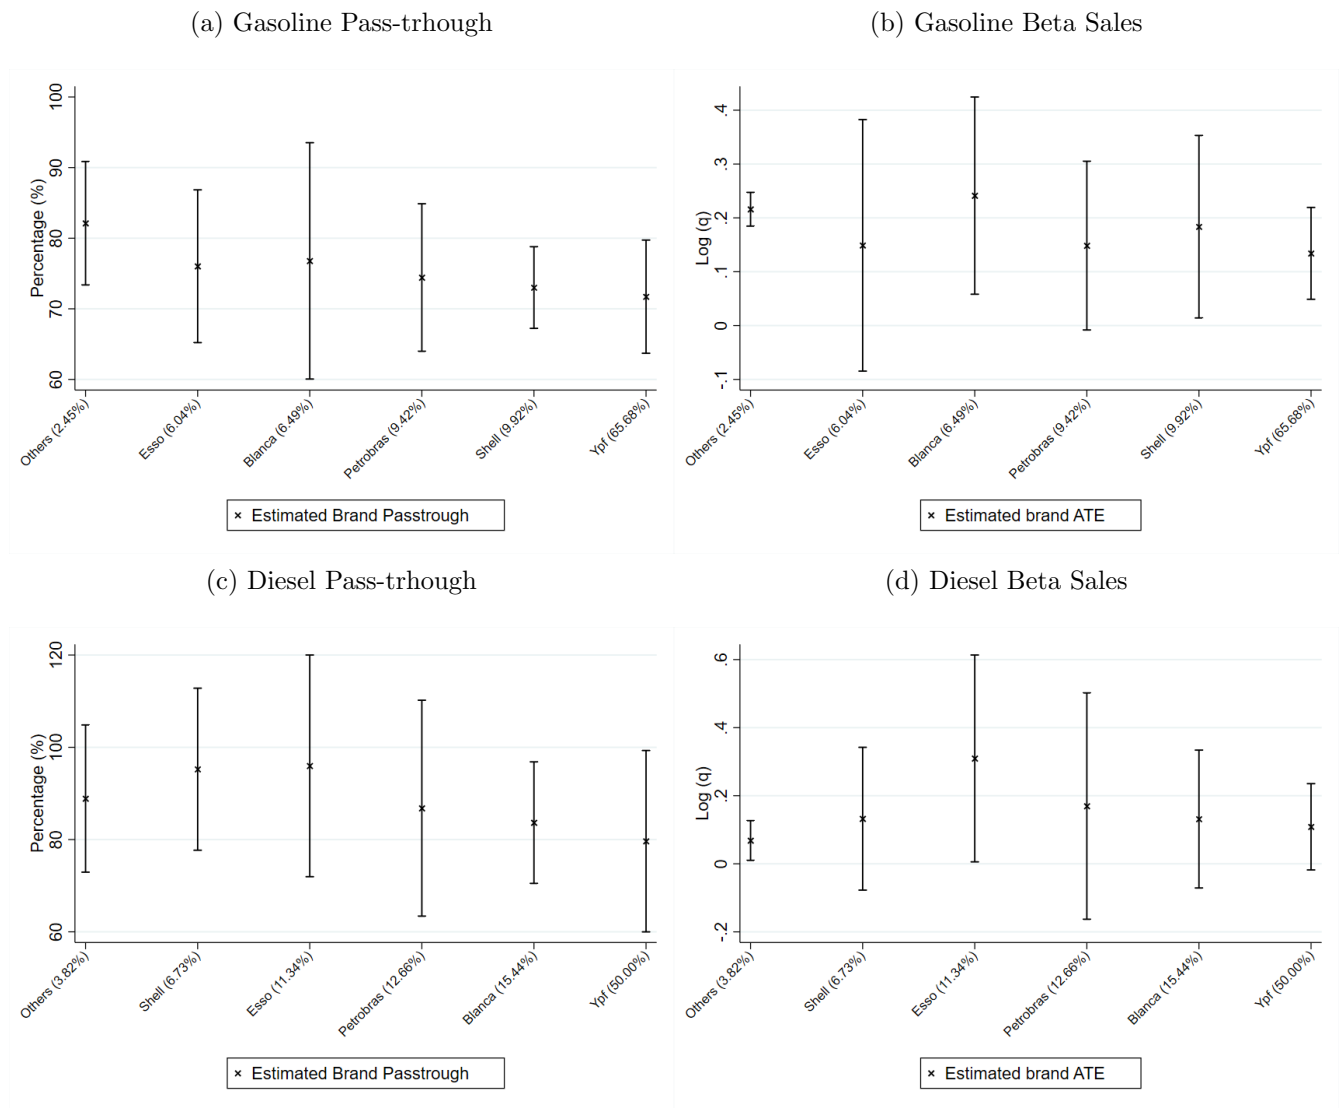 (a) Gasoline Pass-trhough
Percentage (%)
100
90
80
70
60
Others (2.45%)
Esso (6.04%)
Blanca (6.49%)
Petrobras (9.42%)
Shell (9.92%)
Ypf (65.68%)
× Estimated Brand Passtrough
(b) Gasoline Beta Sales
Log (q)
.4
.3
.2
.1
0
-.1
Others (2.45%)
Esso (6.04%)
Blanca (6.49%)
Petrobras (9.42%)
Shell (9.92%)
Ypf (65.68%)
× Estimated brand ATE
(c) Diesel Pass-trhough
Percentage (%)
120
100
80
60
Others (3.82%)
Shell (6.73%)
Esso (11.34%)
Petrobras (12.66%)
Blanca (15.44%)
Ypf (50.00%)
× Estimated Brand Passtrough
(d) Diesel Beta Sales
Log (q)
.6
.4
.2
0
-.2
Others (3.82%)
Shell (6.73%)
Esso (11.34%)
Petrobras (12.66%)
Blanca (15.44%)
Ypf (50.00%)
× Estimated brand ATE